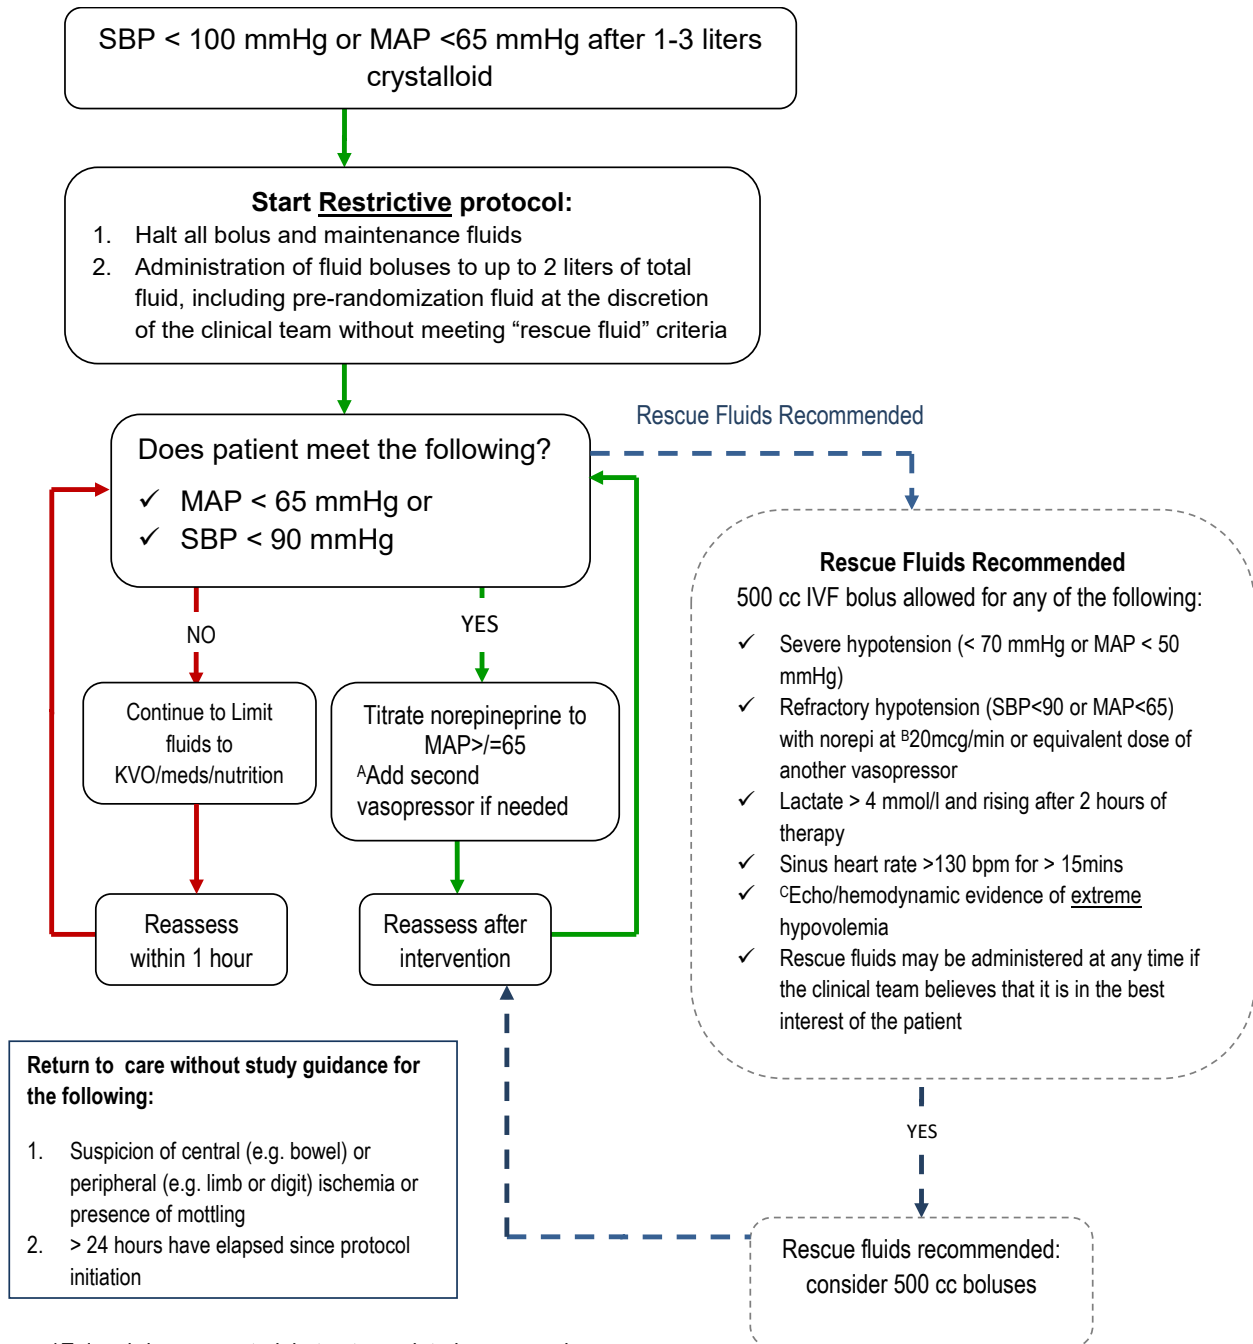 SBP < 100 mmHg or MAP <65 mmHg after 1-3 liters
crystalloid
Start Restrictive protocol:
1. Halt all bolus and maintenance fluids
2. Administration of fluid boluses to up to 2 liters of total
fluid, including pre-randomization fluid at the discretion
of the clinical team without meeting “rescue fluid” criteria
Rescue Fluids Recommended
Does patient meet the following?
✓ MAP < 65 mmHg or
✓ SBP < 90 mmHg
NO
YES
Continue to Limit
fluids to
KVO/meds/nutrition
Titrate norepineprine to
MAP>/=65
ᴬAdd second
vasopressor if needed
Reassess
within 1 hour
Reassess after
intervention
Rescue Fluids Recommended
500 cc IVF bolus allowed for any of the following:
✓ Severe hypotension (< 70 mmHg or MAP < 50
mmHg)
✓ Refractory hypotension (SBP<90 or MAP<65)
with norepi at ᴮ20mcg/min or equivalent dose of
another vasopressor
✓ Lactate > 4 mmol/l and rising after 2 hours of
therapy
✓ Sinus heart rate >130 bpm for > 15mins
✓ ᶜEcho/hemodynamic evidence of extreme
hypovolemia
✓ Rescue fluids may be administered at any time if
the clinical team believes that it is in the best
interest of the patient
YES
Rescue fluids recommended:
consider 500 cc boluses
Return to care without study guidance for
the following:
1. Suspicion of central (e.g. bowel) or
peripheral (e.g. limb or digit) ischemia or
presence of mottling
2. > 24 hours have elapsed since protocol
initiation